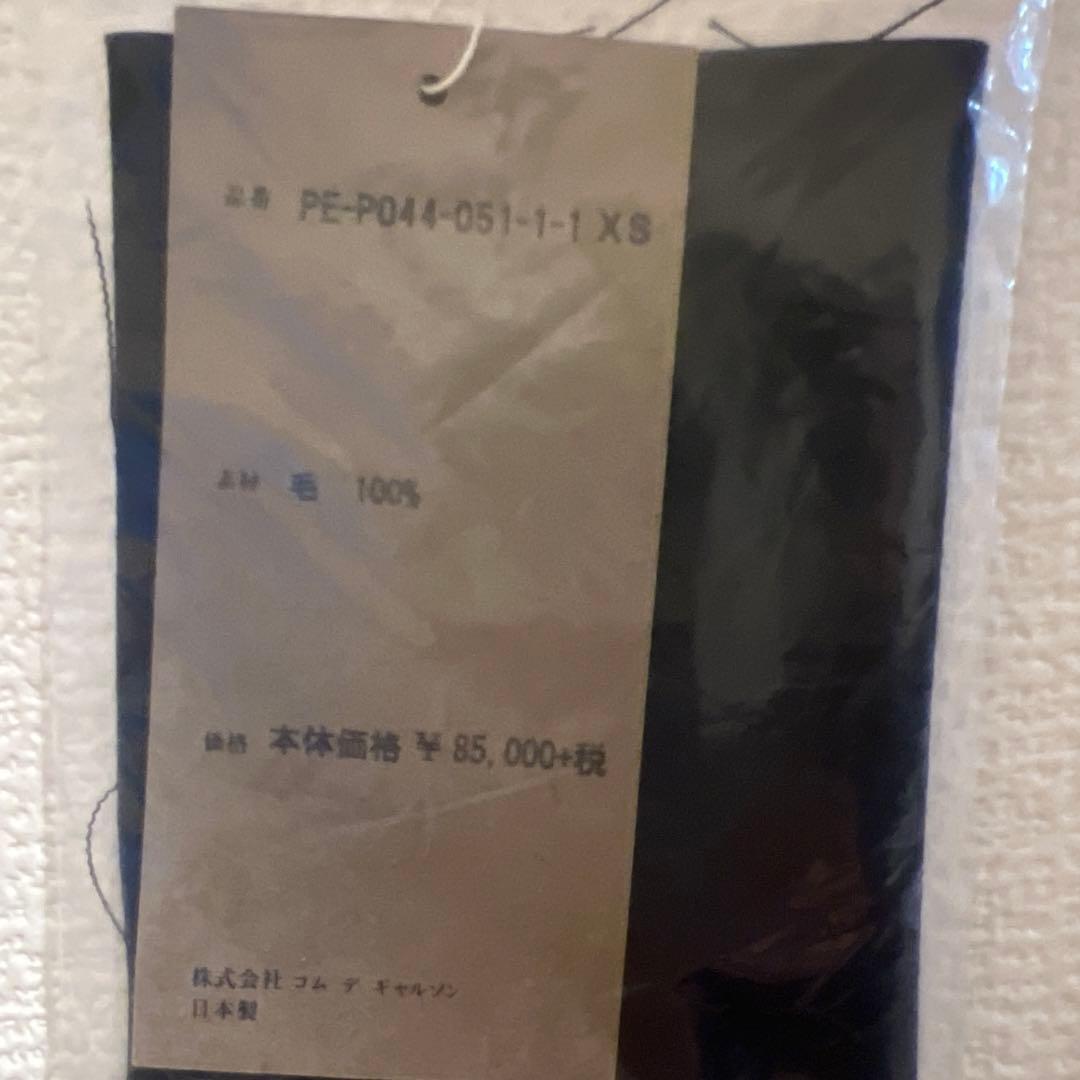 品番 PE-P044-051-1-1 XS
素材 毛 100%
価格 本体価格 ¥ 85,000+税
株式会社 コム デ ギャルソン
日本製